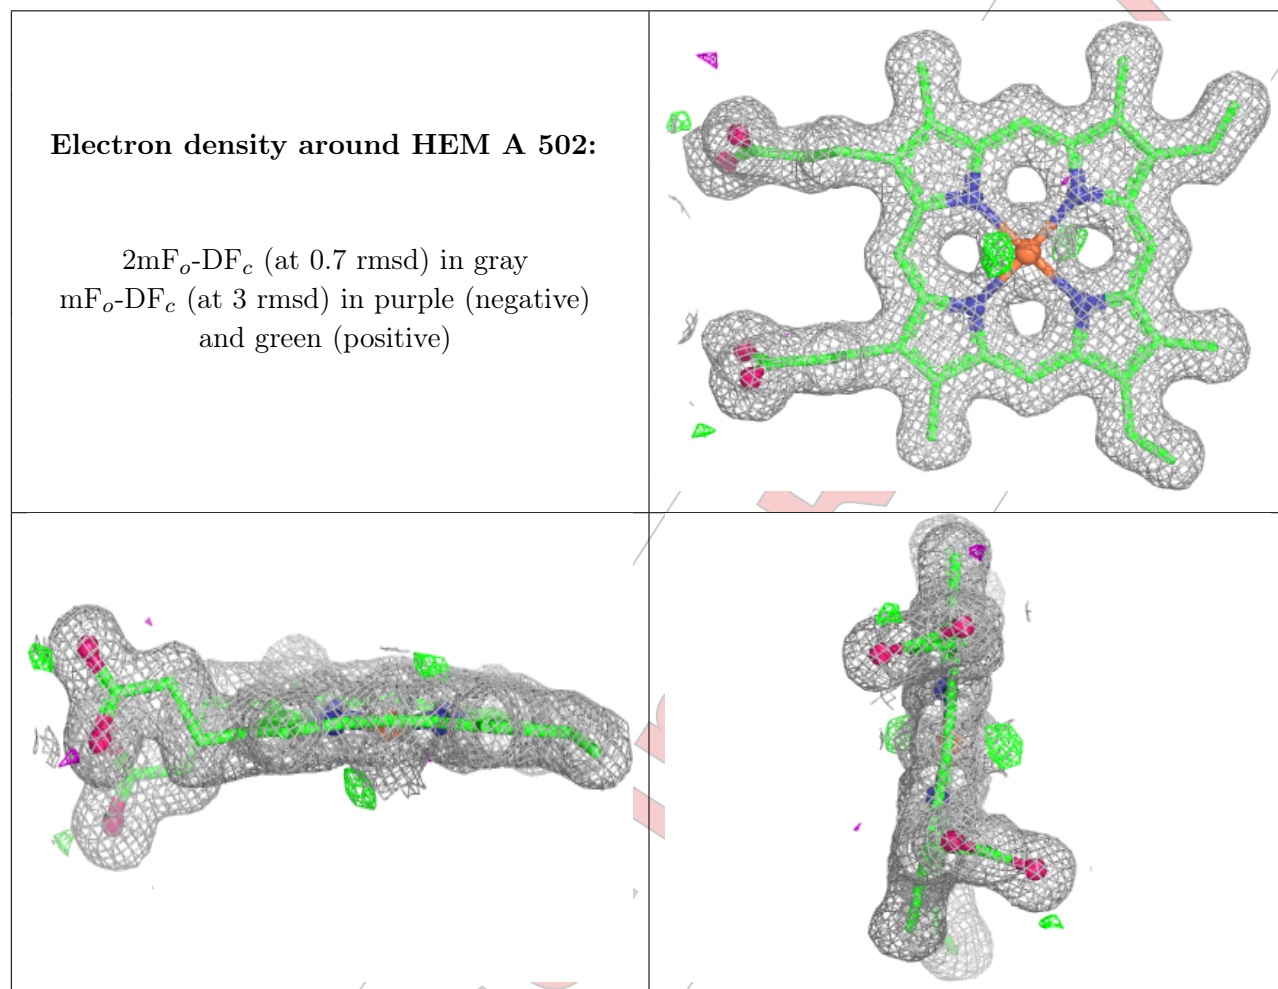 Electron density around HEM A 502:
2mFo-DFc (at 0.7 rmsd) in gray
mFo-DFc (at 3 rmsd) in purple (negative)
and green (positive)